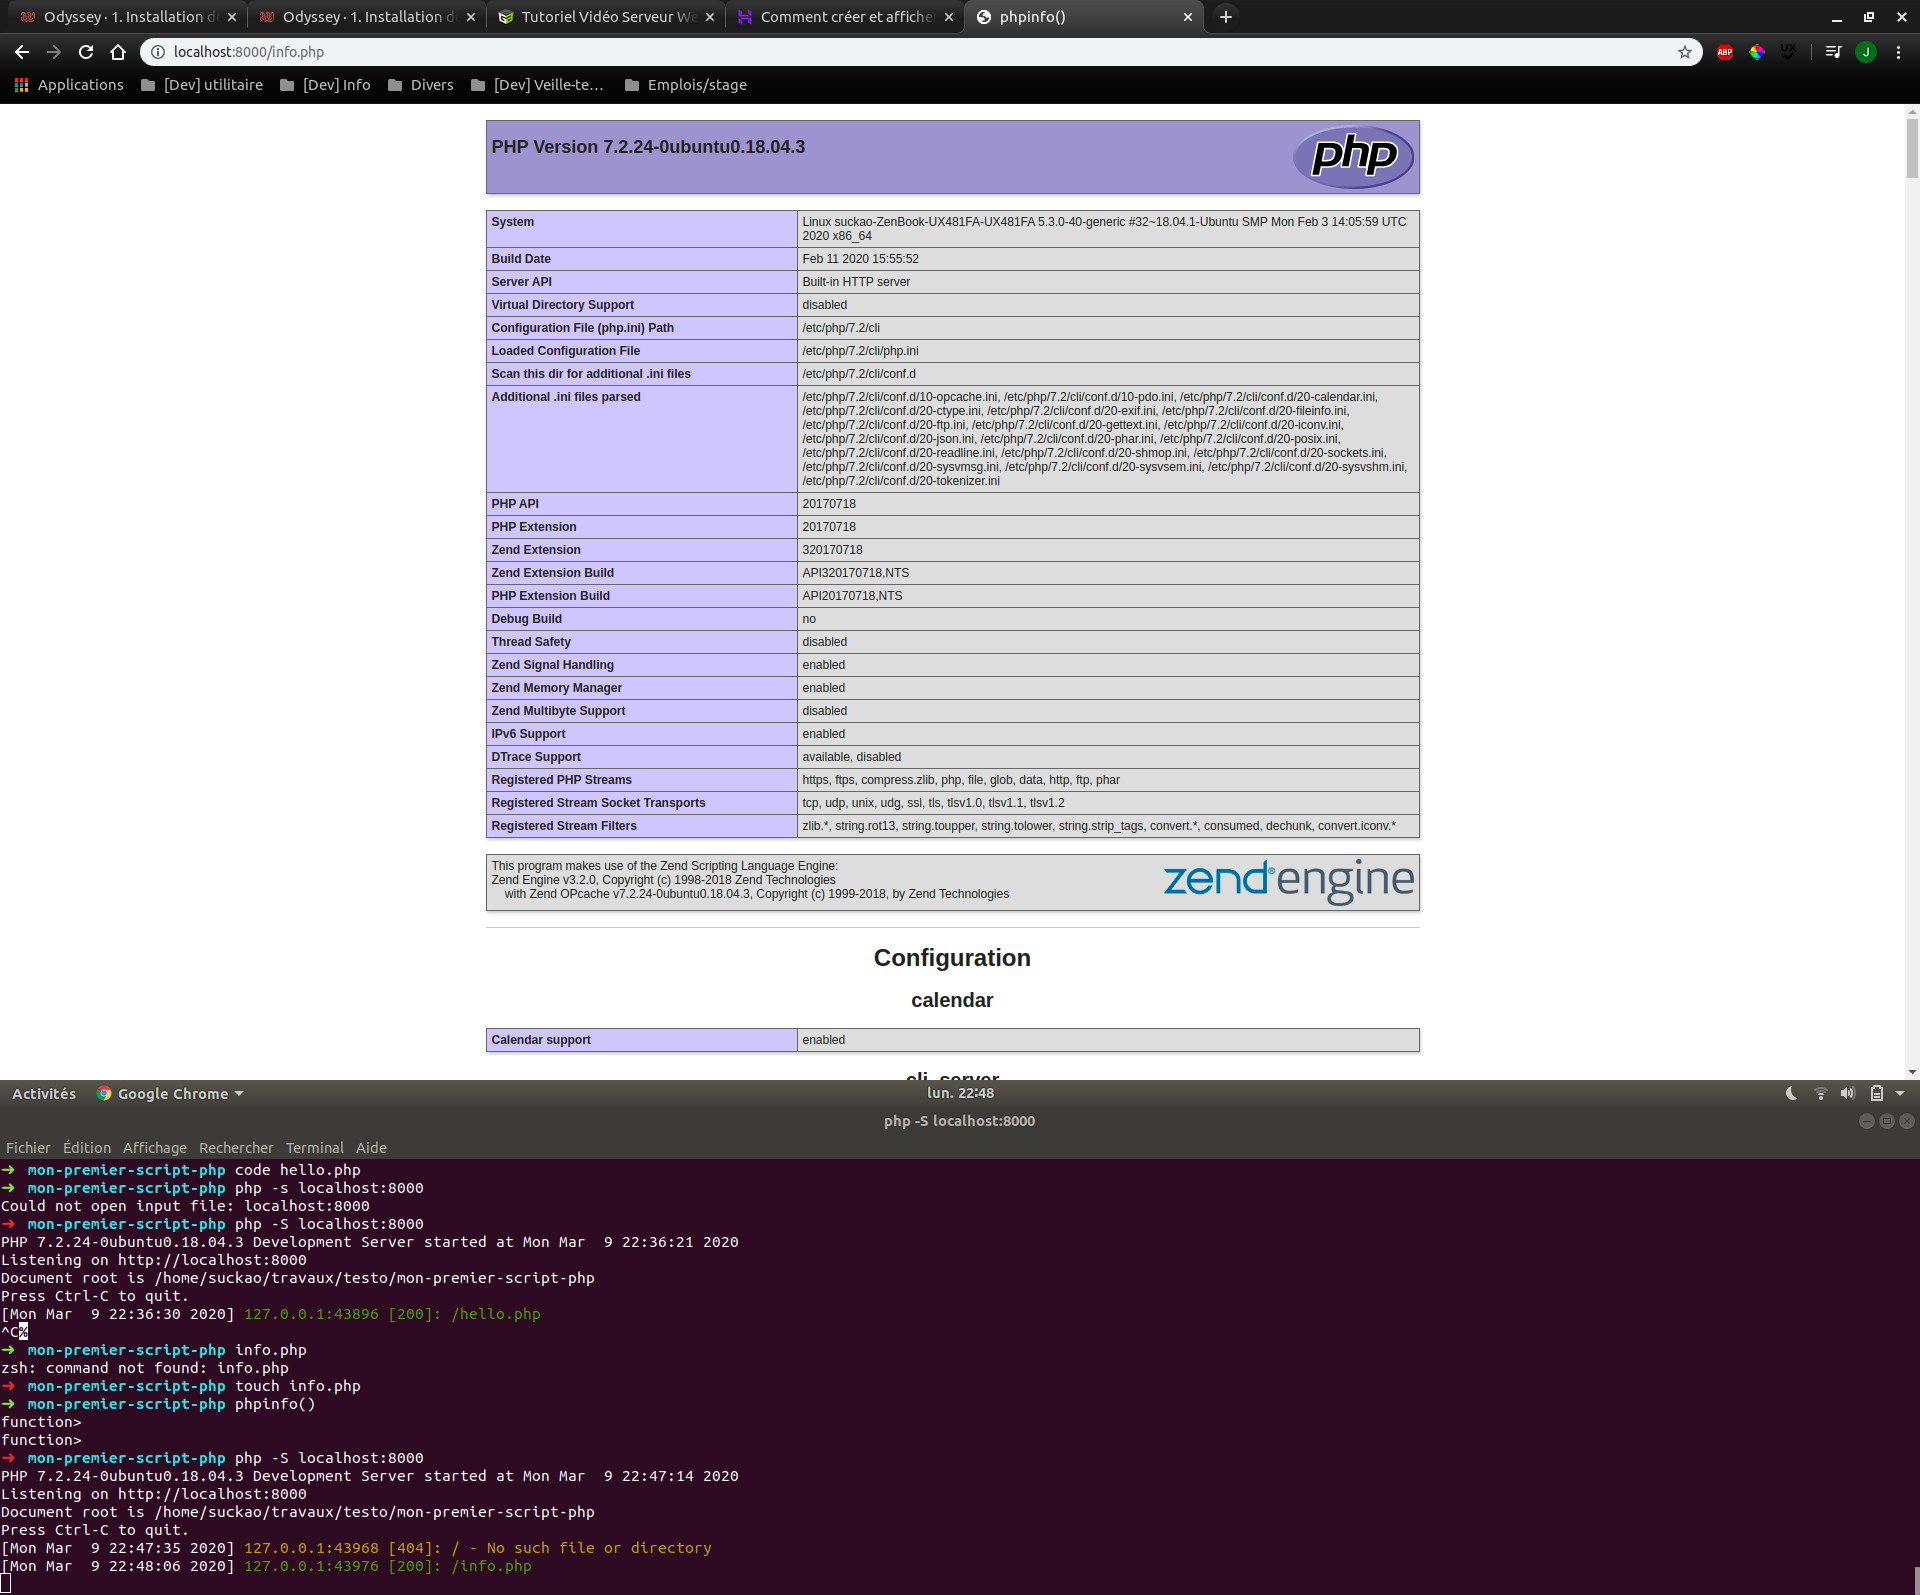 Odyssey · 1. Installation d
Odyssey · 1. Installation d
Tutoriel Vidéo Serveur We
Comment créer et affiche
phpinfo()
localhost:8000/info.php
ABP
UX
J
Applications
[Dev] utilitaire
[Dev] Info
Divers
[Dev] Veille-te…
Emplois/stage
PHP Version 7.2.24-0ubuntu0.18.04.3
php
System Linux suckao-ZenBook-UX481FA-UX481FA 5.3.0-40-generic #32~18.04.1-Ubuntu SMP Mon Feb 3 14:05:59 UTC
2020 x86_64
Build Date Feb 11 2020 15:55:52
Server API Built-in HTTP server
Virtual Directory Support disabled
Configuration File (php.ini) Path /etc/php/7.2/cli
Loaded Configuration File /etc/php/7.2/cli/php.ini
Scan this dir for additional .ini files /etc/php/7.2/cli/conf.d
Additional .ini files parsed /etc/php/7.2/cli/conf.d/10-opcache.ini, /etc/php/7.2/cli/conf.d/10-pdo.ini, /etc/php/7.2/cli/conf.d/20-calendar.ini,
/etc/php/7.2/cli/conf.d/20-ctype.ini, /etc/php/7.2/cli/conf.d/20-exif.ini, /etc/php/7.2/cli/conf.d/20-fileinfo.ini,
/etc/php/7.2/cli/conf.d/20-ftp.ini, /etc/php/7.2/cli/conf.d/20-gettext.ini, /etc/php/7.2/cli/conf.d/20-iconv.ini,
/etc/php/7.2/cli/conf.d/20-json.ini, /etc/php/7.2/cli/conf.d/20-phar.ini, /etc/php/7.2/cli/conf.d/20-posix.ini,
/etc/php/7.2/cli/conf.d/20-readline.ini, /etc/php/7.2/cli/conf.d/20-shmop.ini, /etc/php/7.2/cli/conf.d/20-sockets.ini,
/etc/php/7.2/cli/conf.d/20-sysvmsg.ini, /etc/php/7.2/cli/conf.d/20-sysvsem.ini, /etc/php/7.2/cli/conf.d/20-sysvshm.ini,
/etc/php/7.2/cli/conf.d/20-tokenizer.ini
PHP API 20170718
PHP Extension 20170718
Zend Extension 320170718
Zend Extension Build API320170718,NTS
PHP Extension Build API20170718,NTS
Debug Build no
Thread Safety disabled
Zend Signal Handling enabled
Zend Memory Manager enabled
Zend Multibyte Support disabled
IPv6 Support enabled
DTrace Support available, disabled
Registered PHP Streams https, ftps, compress.zlib, php, file, glob, data, http, ftp, phar
Registered Stream Socket Transports tcp, udp, unix, udg, ssl, tls, tlsv1.0, tlsv1.1, tlsv1.2
Registered Stream Filters zlib.*, string.rot13, string.toupper, string.tolower, string.strip_tags, convert.*, consumed, dechunk, convert.iconv.*
This program makes use of the Zend Scripting Language Engine:
Zend Engine v3.2.0, Copyright (c) 1998-2018 Zend Technologies
with Zend OPcache v7.2.24-0ubuntu0.18.04.3, Copyright (c) 1999-2018, by Zend Technologies
zend® engine
Configuration
calendar
Calendar support enabled
cli_server
Activités
Google Chrome
lun. 22:48
php -S localhost:8000
Fichier Édition Affichage Rechercher Terminal Aide
➜ mon-premier-script-php code hello.php
➜ mon-premier-script-php php -s localhost:8000
Could not open input file: localhost:8000
➜ mon-premier-script-php php -S localhost:8000
PHP 7.2.24-0ubuntu0.18.04.3 Development Server started at Mon Mar  9 22:36:21 2020
Listening on http://localhost:8000
Document root is /home/suckao/travaux/testo/mon-premier-script-php
Press Ctrl-C to quit.
[Mon Mar  9 22:36:30 2020] 127.0.0.1:43896 [200]: /hello.php
^C%
➜ mon-premier-script-php info.php
zsh: command not found: info.php
➜ mon-premier-script-php touch info.php
➜ mon-premier-script-php phpinfo()
function>
function>
➜ mon-premier-script-php php -S localhost:8000
PHP 7.2.24-0ubuntu0.18.04.3 Development Server started at Mon Mar  9 22:47:14 2020
Listening on http://localhost:8000
Document root is /home/suckao/travaux/testo/mon-premier-script-php
Press Ctrl-C to quit.
[Mon Mar  9 22:47:35 2020] 127.0.0.1:43968 [404]: / - No such file or directory
[Mon Mar  9 22:48:06 2020] 127.0.0.1:43976 [200]: /info.php